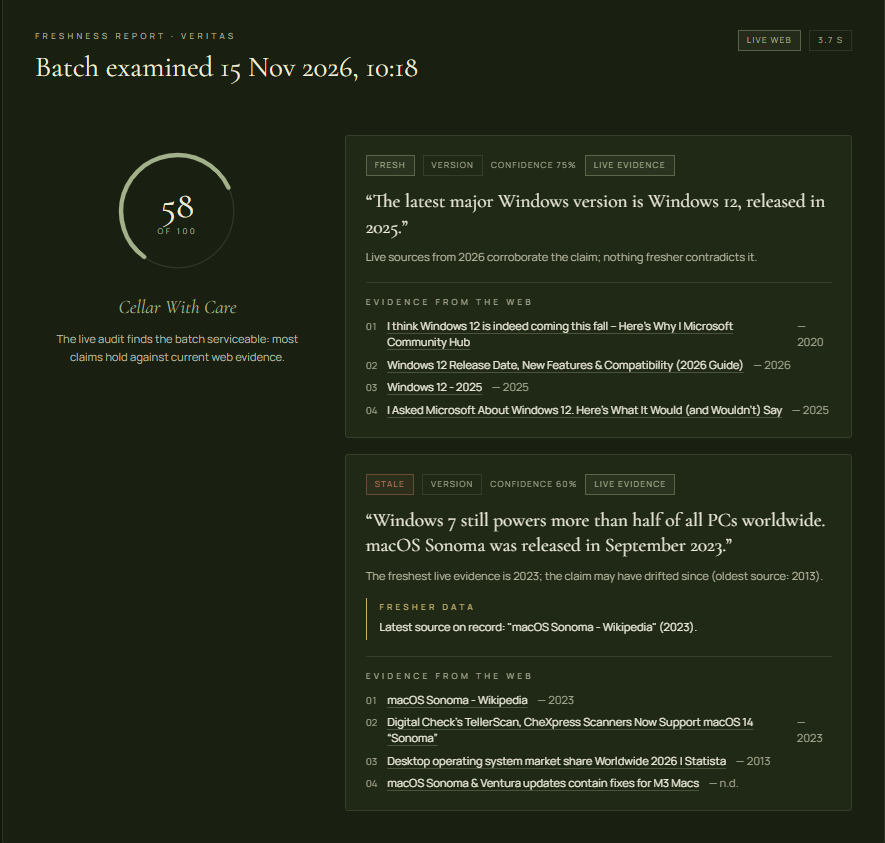 FRESHNESS REPORT · VERITAS
Batch examined 15 Nov 2026, 10:18
LIVE WEB
3.7 S
58
OF 100
Cellar With Care
The live audit finds the batch serviceable: most
claims hold against current web evidence.
FRESH VERSION CONFIDENCE 75% LIVE EVIDENCE
“The latest major Windows version is Windows 12, released in
2025.”
Live sources from 2026 corroborate the claim; nothing fresher contradicts it.
EVIDENCE FROM THE WEB
01 I think Windows 12 is indeed coming this fall – Here's Why I Microsoft —
Community Hub 2020
02 Windows 12 Release Date, New Features & Compatibility (2026 Guide) — 2026
03 Windows 12 - 2025 — 2025
04 I Asked Microsoft About Windows 12. Here's What It Would (and Wouldn't) Say — 2025
STALE VERSION CONFIDENCE 60% LIVE EVIDENCE
“Windows 7 still powers more than half of all PCs worldwide.
macOS Sonoma was released in September 2023.”
The freshest live evidence is 2023; the claim may have drifted since (oldest source: 2013).
FRESHER DATA
Latest source on record: "macOS Sonoma - Wikipedia" (2023).
EVIDENCE FROM THE WEB
01 macOS Sonoma - Wikipedia — 2023
02 Digital Check's TellerScan, CheXpress Scanners Now Support macOS 14 —
"Sonoma" 2023
03 Desktop operating system market share Worldwide 2026 I Statista — 2013
04 macOS Sonoma & Ventura updates contain fixes for M3 Macs — n.d.